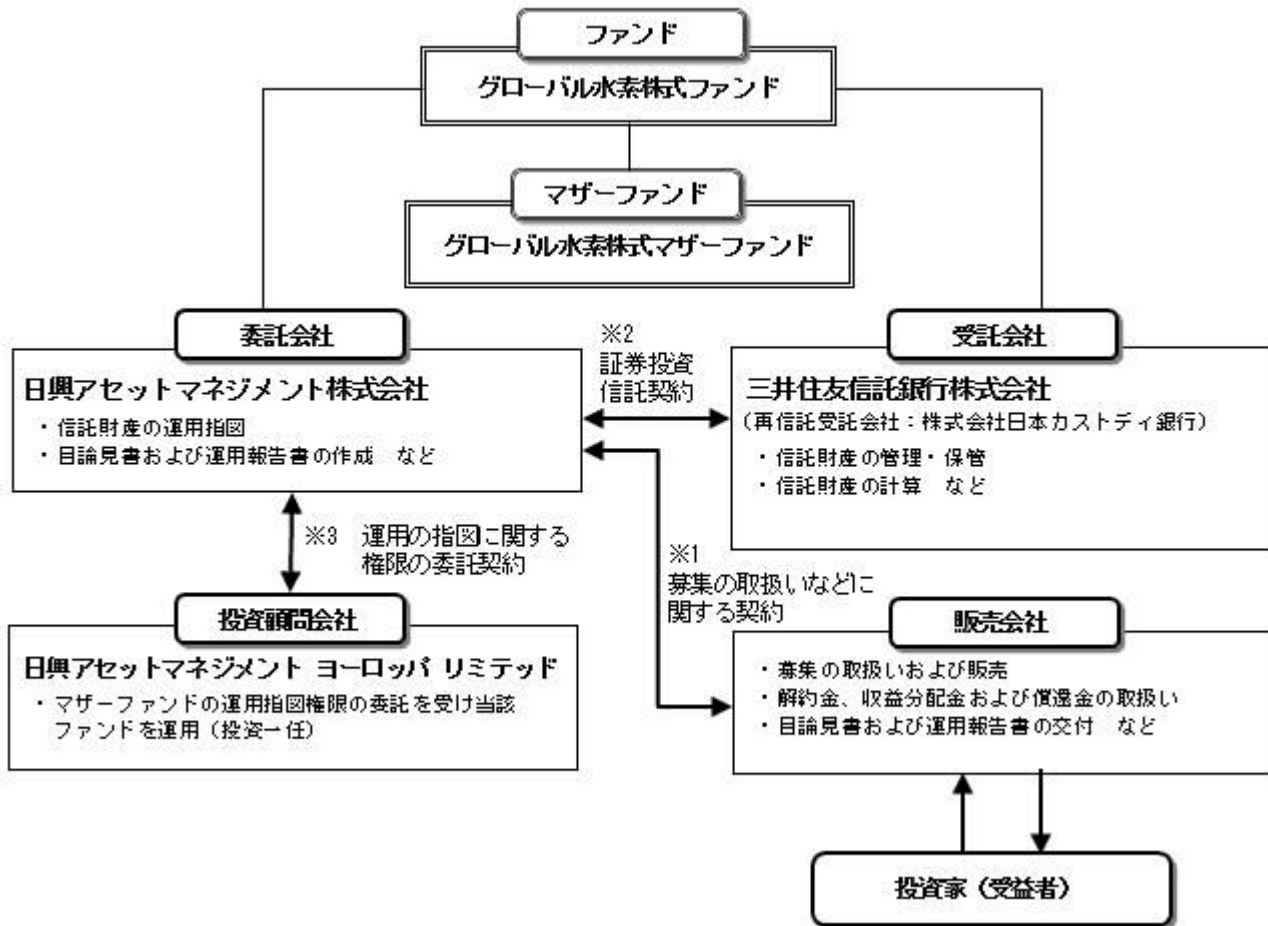 ファンド
グローバル水素株式ファンド
マザーファンド
グローバル水素株式マザーファンド
委託会社
日興アセットマネジメント株式会社
・信託財産の運用指図
・目論見書および運用報告書の作成　など
※2
証券投資
信託契約
受託会社
三井住友信託銀行株式会社
（再信託受託会社：株式会社日本カストディ銀行）
・信託財産の管理・保管
・信託財産の計算　など
※3　運用の指図に関する
権限の委託契約
※1
募集の取扱いなどに
関する契約
投資顧問会社
日興アセットマネジメント ヨーロッパ リミテッド
・マザーファンドの運用指図権限の委託を受け当該
ファンドを運用（投資一任）
販売会社
・募集の取扱いおよび販売
・解約金、収益分配金および償還金の取扱い
・目論見書および運用報告書の交付　など
投資家（受益者）